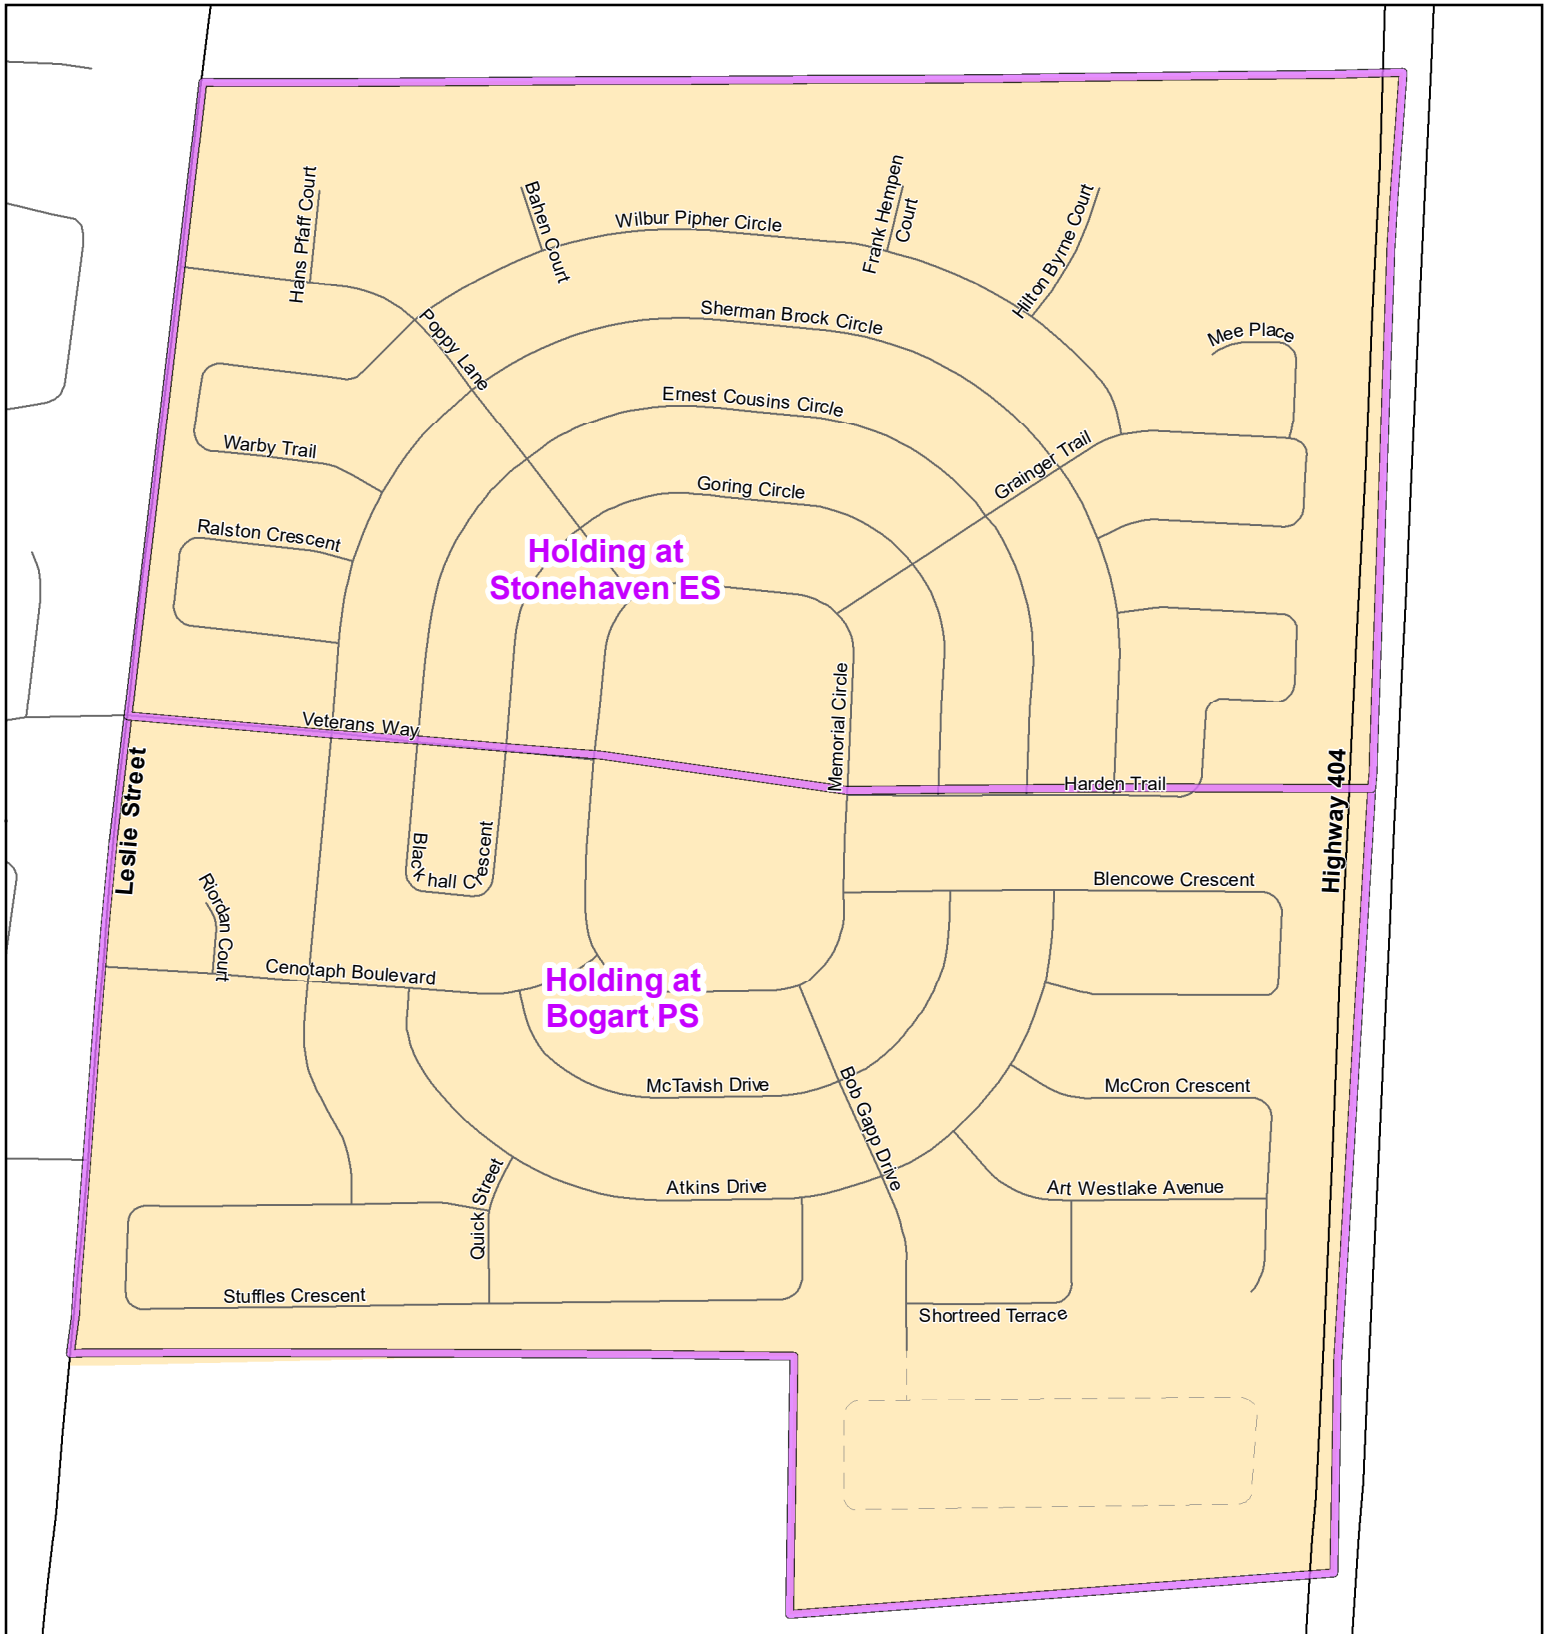 Hans Pfaff Court
Bahen Court
Wilbur Pipher Circle
Frank Hempen
Court
Hilton Byrne Court
Poppy Lane
Sherman Brock Circle
Mee Place
Ernest Cousins Circle
Warby Trail
Grainger Trail
Goring Circle
Ralston Crescent
Holding at
Stonehaven ES
Memorial Circle
Veterans Way
Harden Trail
Leslie Street
Highway 404
Blackhall Crescent
Riordan Court
Blencowe Crescent
Cenotaph Boulevard
Holding at
Bogart PS
McTavish Drive
Bob Gapp Drive
McCron Crescent
Quick Street
Atkins Drive
Art Westlake Avenue
Stuffles Crescent
Shortreed Terrace